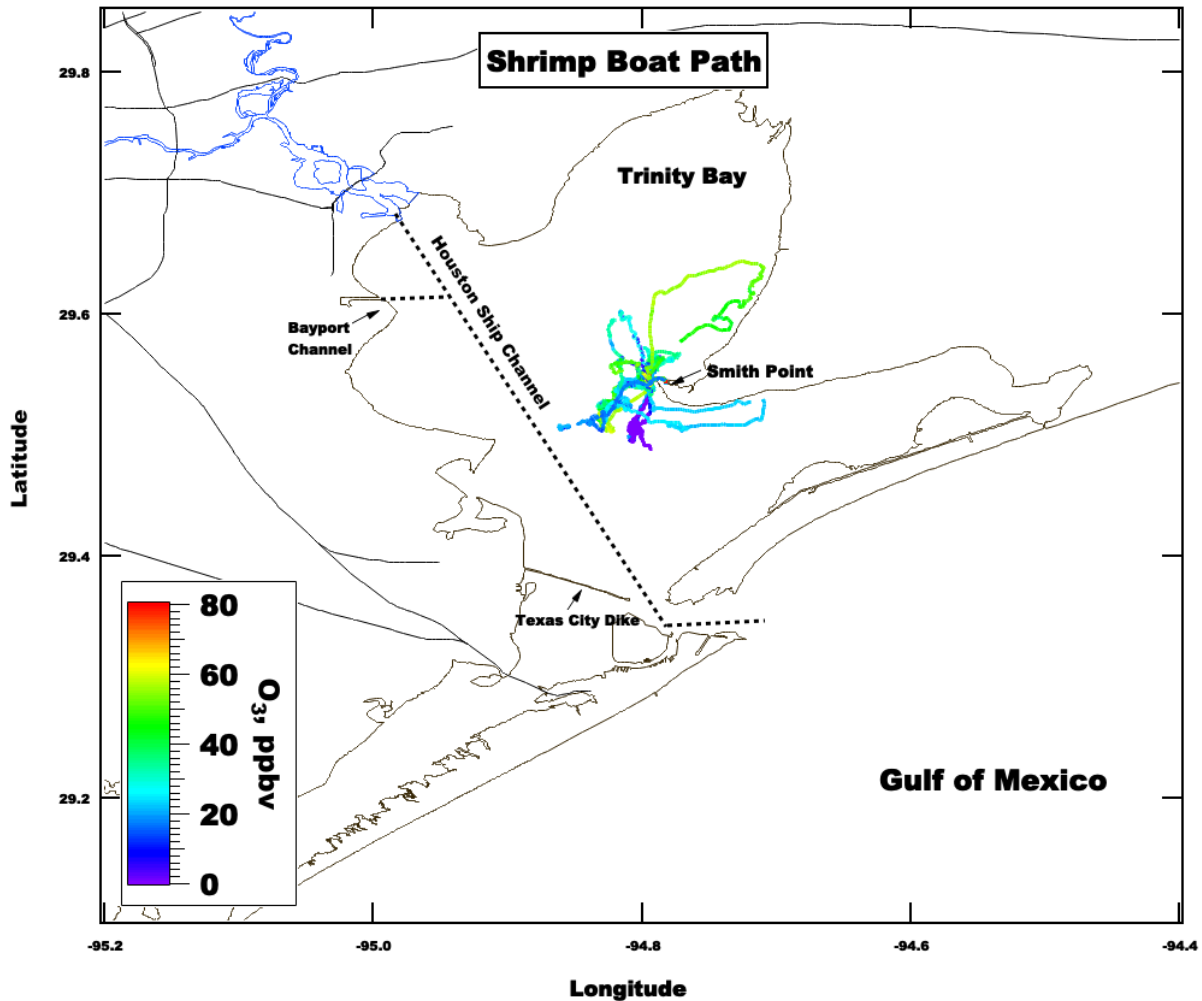 Shrimp Boat Path
29.8
Trinity Bay
Houston Ship Channel
29.6
Bayport
Channel
Smith Point
Latitude
29.4
Texas City Dike
80
60
40
20
0
O3, ppbv
29.2
Gulf of Mexico
-95.2
-95.0
-94.8
-94.6
-94.4
Longitude